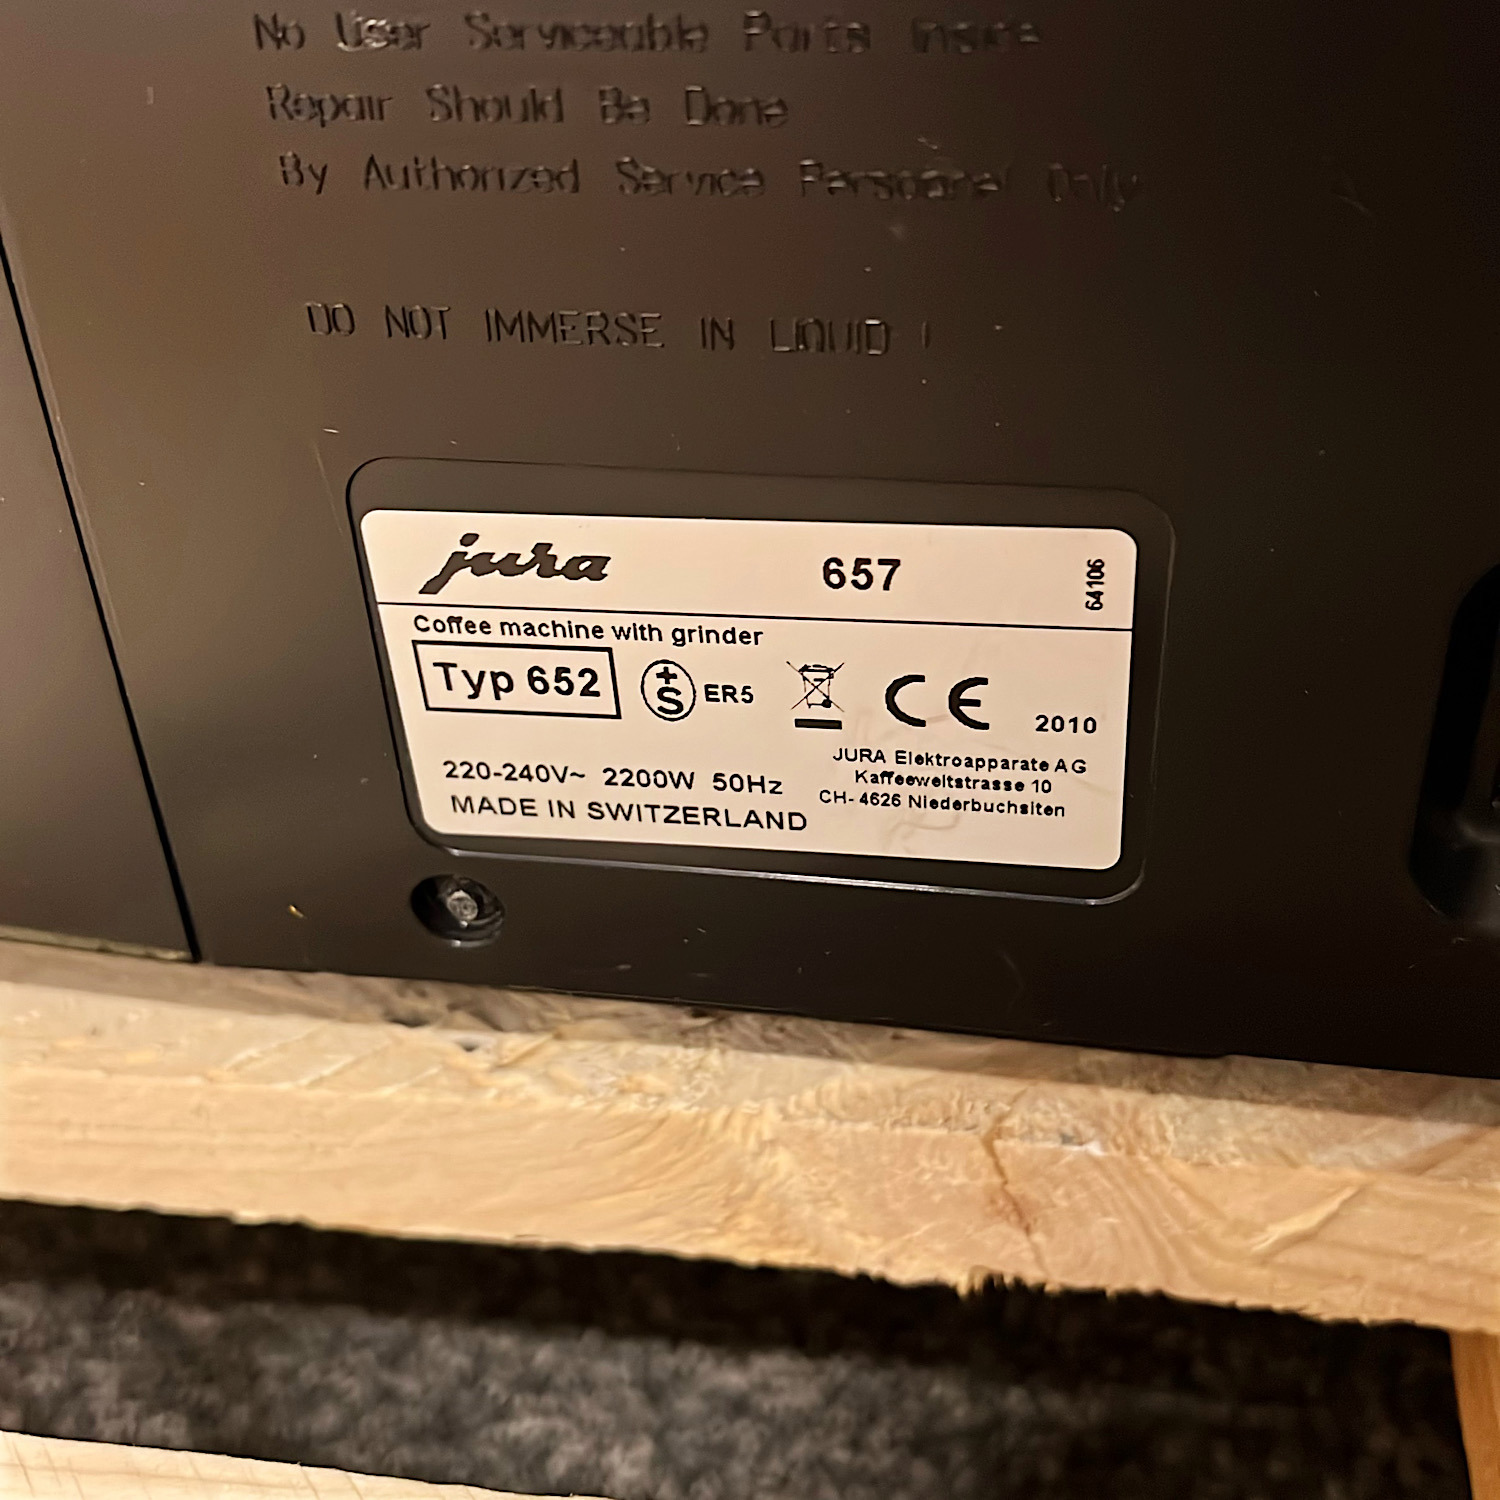 No User Serviceable Parts Inside
Repair Should Be Done
By Authorized Service Personnel Only
DO NOT IMMERSE IN LIQUID !
jura 657 64106
Coffee machine with grinder
Typ 652 +S ER5 CE 2010
220-240V~ 2200W 50Hz
MADE IN SWITZERLAND
JURA Elektroapparate AG
Kaffeeweltstrasse 10
CH-4626 Niederbuchsiten